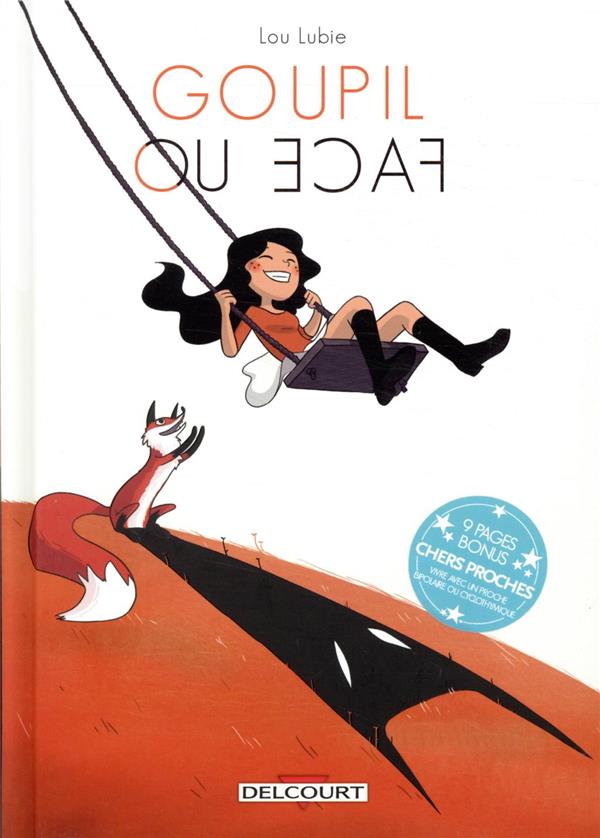 Lou Lubie
GOUPIL
OU FACE
9 PAGES
BONUS
CHERS PROCHES
VIVRE AVEC UN PROCHE
BIPOLAIRE OU CYCLOTHYMIQUE
DELCOURT